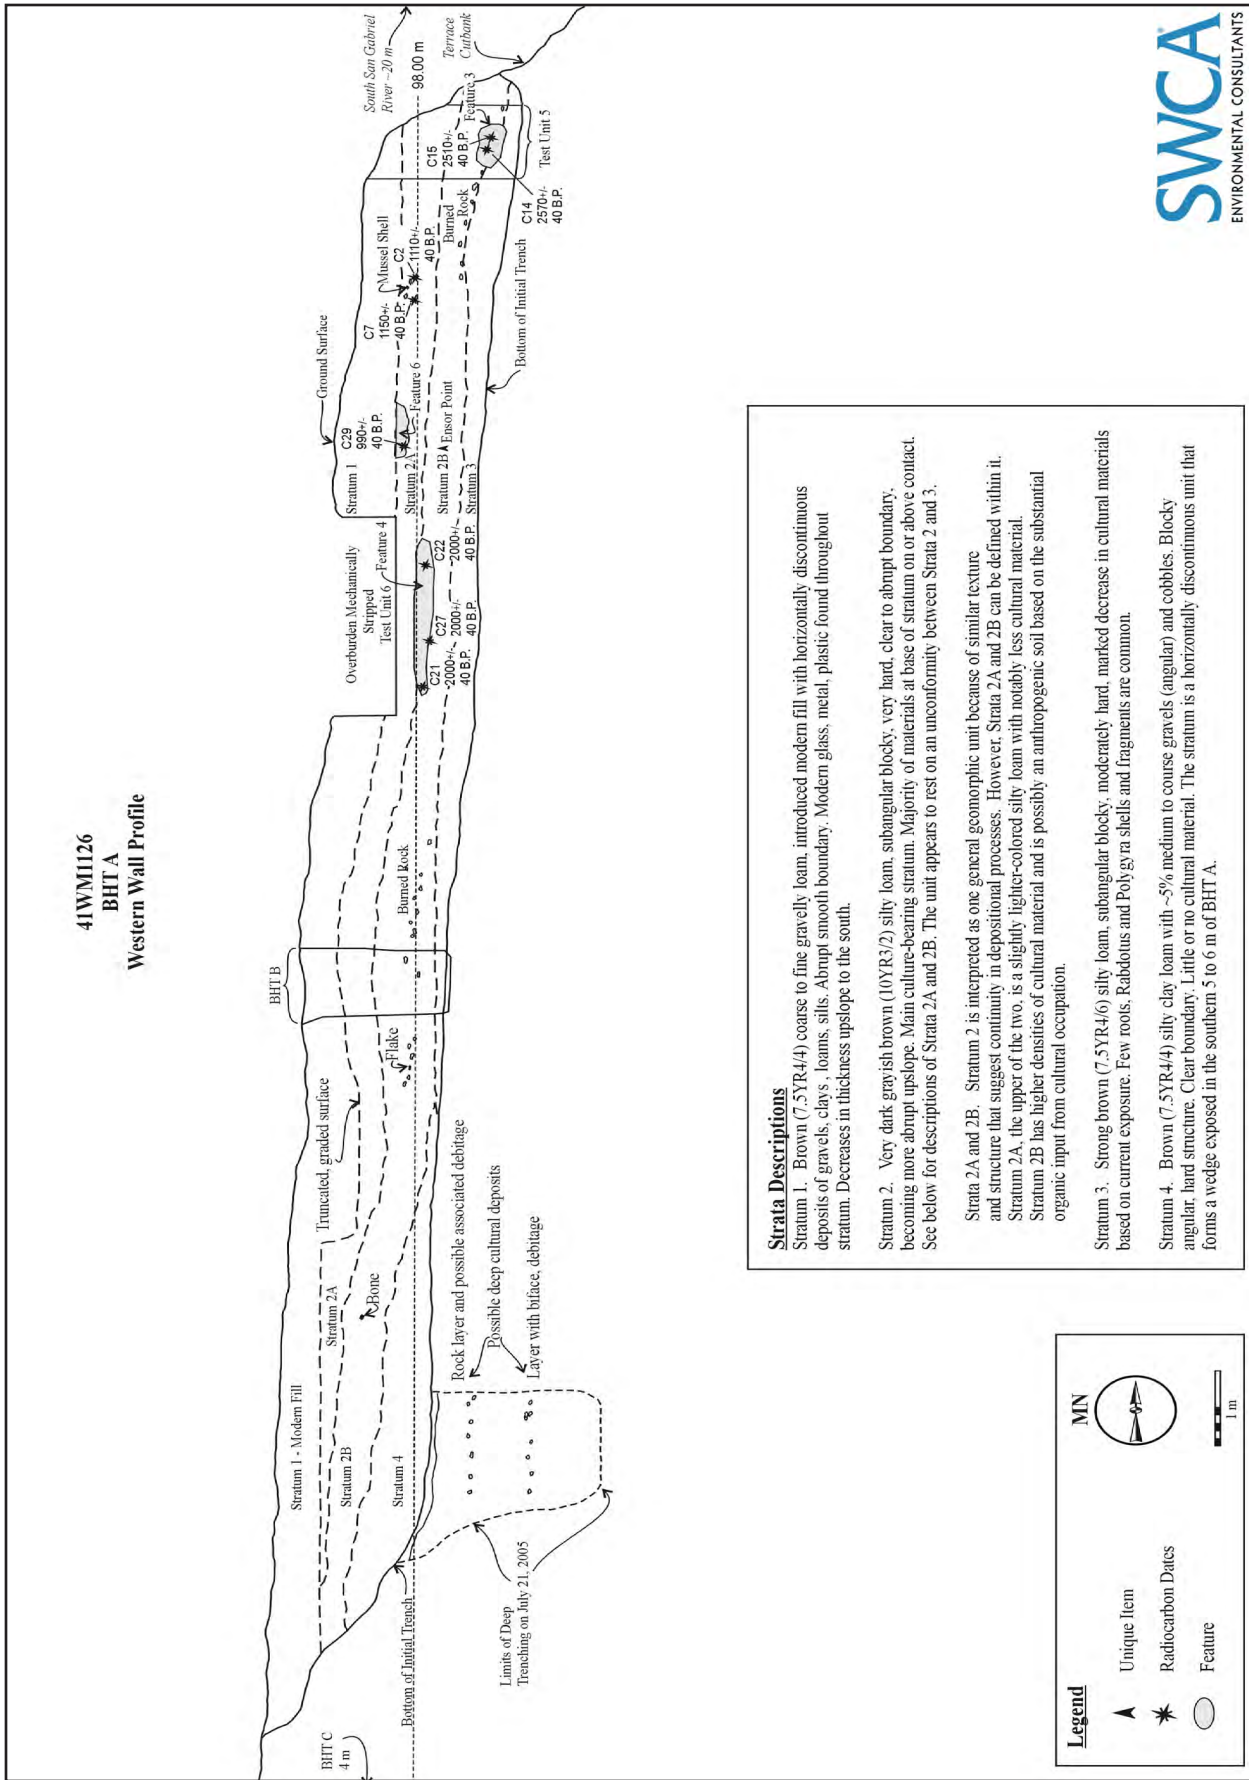 41WM1126
BHT A
Western Wall Profile
BHT C
4 m
Bottom of Initial Trench
Limits of Deep
Trenching on July 21, 2005
Stratum 1 - Modern Fill
Stratum 2A
Stratum 2B
Stratum 4
Bone
Truncated, graded surface
Rock layer and possible associated debitage
Possible deep cultural deposits
Layer with biface, debitage
BHT B
Flake
Burned Rock
Overburden Mechanically
Stripped
Test Unit 6
Feature 4
C21
~2000+/-
40 B.P.
C27
2000+/-
40 B.P.
C22
~2000+/-
40 B.P.
Ground Surface
Stratum 1
C29
990+/-
40 B.P.
Stratum 2A
Feature 6
Stratum 2B
Ensor Point
Stratum 3
Bottom of Initial Trench
C7
1150+/-
40 B.P.
Mussel Shell
C2
1110+/-
40 B.P.
Burned
Rock
C15
2510+/-
40 B.P.
Feature 3
C14
2570+/-
40 B.P.
Test Unit 5
South San Gabriel
River ~20 m
98.00 m
Terrace
Cutbank
Strata Descriptions
Stratum 1. Brown (7.5YR4/4) coarse to fine gravelly loam, introduced modern fill with horizontally discontinuous
deposits of gravels, clays , loams, silts. Abrupt smooth boundary. Modern glass, metal, plastic found throughout
stratum. Decreases in thickness upslope to the south.
Stratum 2. Very dark grayish brown (10YR3/2) silty loam, subangular blocky, very hard, clear to abrupt boundary,
becoming more abrupt upslope. Main culture-bearing stratum. Majority of materials at base of stratum on or above contact.
See below for descriptions of Strata 2A and 2B. The unit appears to rest on an unconformity between Strata 2 and 3.
Strata 2A and 2B. Stratum 2 is interpreted as one general geomorphic unit because of similar texture
and structure that suggest continuity in depositional processes. However, Strata 2A and 2B can be defined within it.
Stratum 2A, the upper of the two, is a slightly lighter-colored silty loam with notably less cultural material.
Stratum 2B has higher densities of cultural material and is possibly an anthropogenic soil based on the substantial
organic input from cultural occupation.
Stratum 3. Strong brown (7.5YR4/6) silty loam, subangular blocky, moderately hard, marked decrease in cultural materials
based on current exposure. Few roots, Rabdotus and Polygyra shells and fragments are common.
Stratum 4. Brown (7.5YR4/4) silty clay loam with ~5% medium to course gravels (angular) and cobbles. Blocky
angular, hard structure. Clear boundary. Little or no cultural material. The stratum is a horizontally discontinuous unit that
forms a wedge exposed in the southern 5 to 6 m of BHT A.
Legend
Unique Item
Radiocarbon Dates
Feature
MN
1 m
SWCA
ENVIRONMENTAL CONSULTANTS